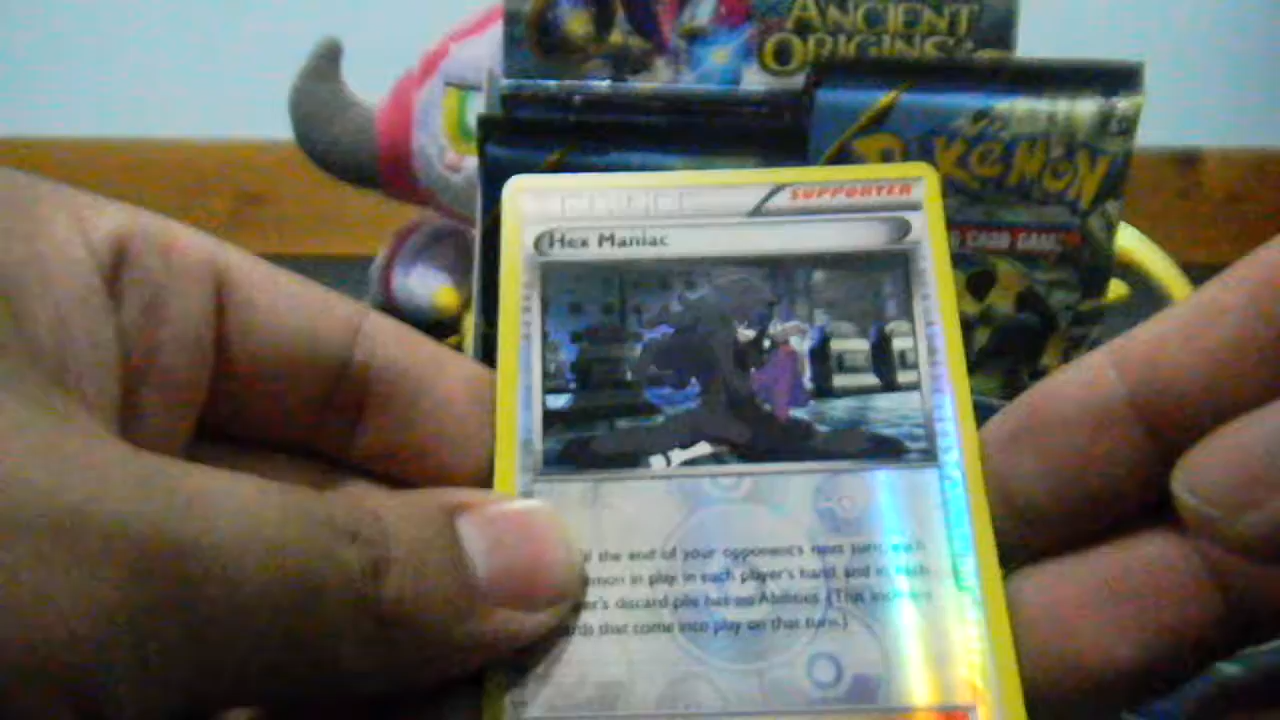 ANCIENT
ORIGINS
POKÉMON
CARD GAME
SUPPORTER
Hex Maniac
the end of your opponent's next turn, each
mon in play, in each player's hand, and in each
er's discard pile has no Abilities. (This includes
rds that come into play on that turn.)